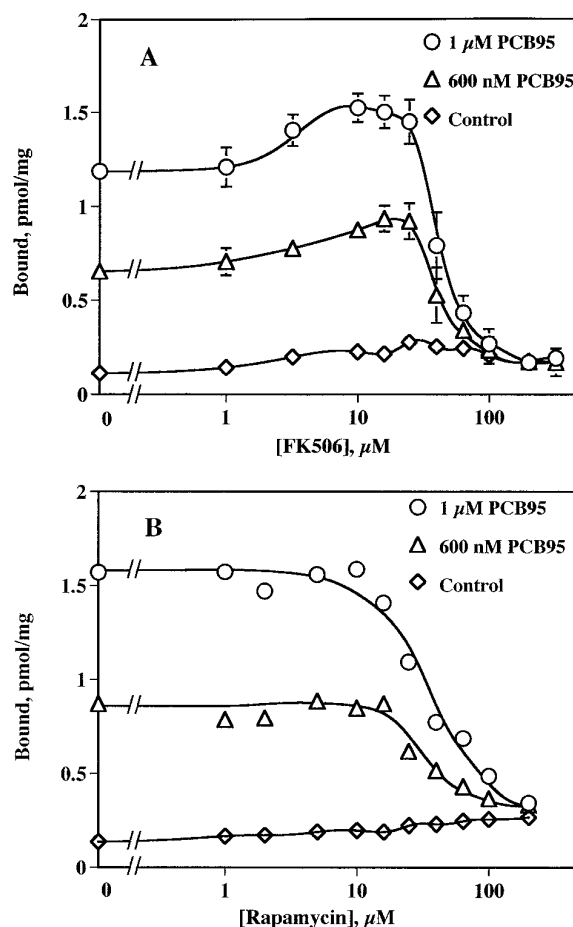 A
1 μM PCB95
600 nM PCB95
Control
2
1.5
1
0.5
0
Bound, pmol/mg
0 1 10 100
[FK506], μM
B
1 μM PCB95
600 nM PCB95
Control
2
1.5
1
0.5
0
Bound, pmol/mg
0 1 10 100
[Rapamycin], μM